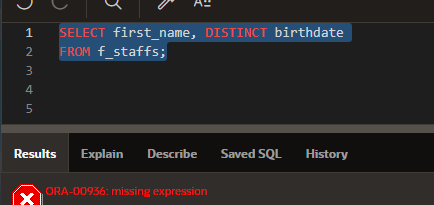 A::
1 SELECT first_name, DISTINCT birthdate
2 FROM f_staffs;
3
4
5
Results Explain Describe Saved SQL History
ORA-00936: missing expression